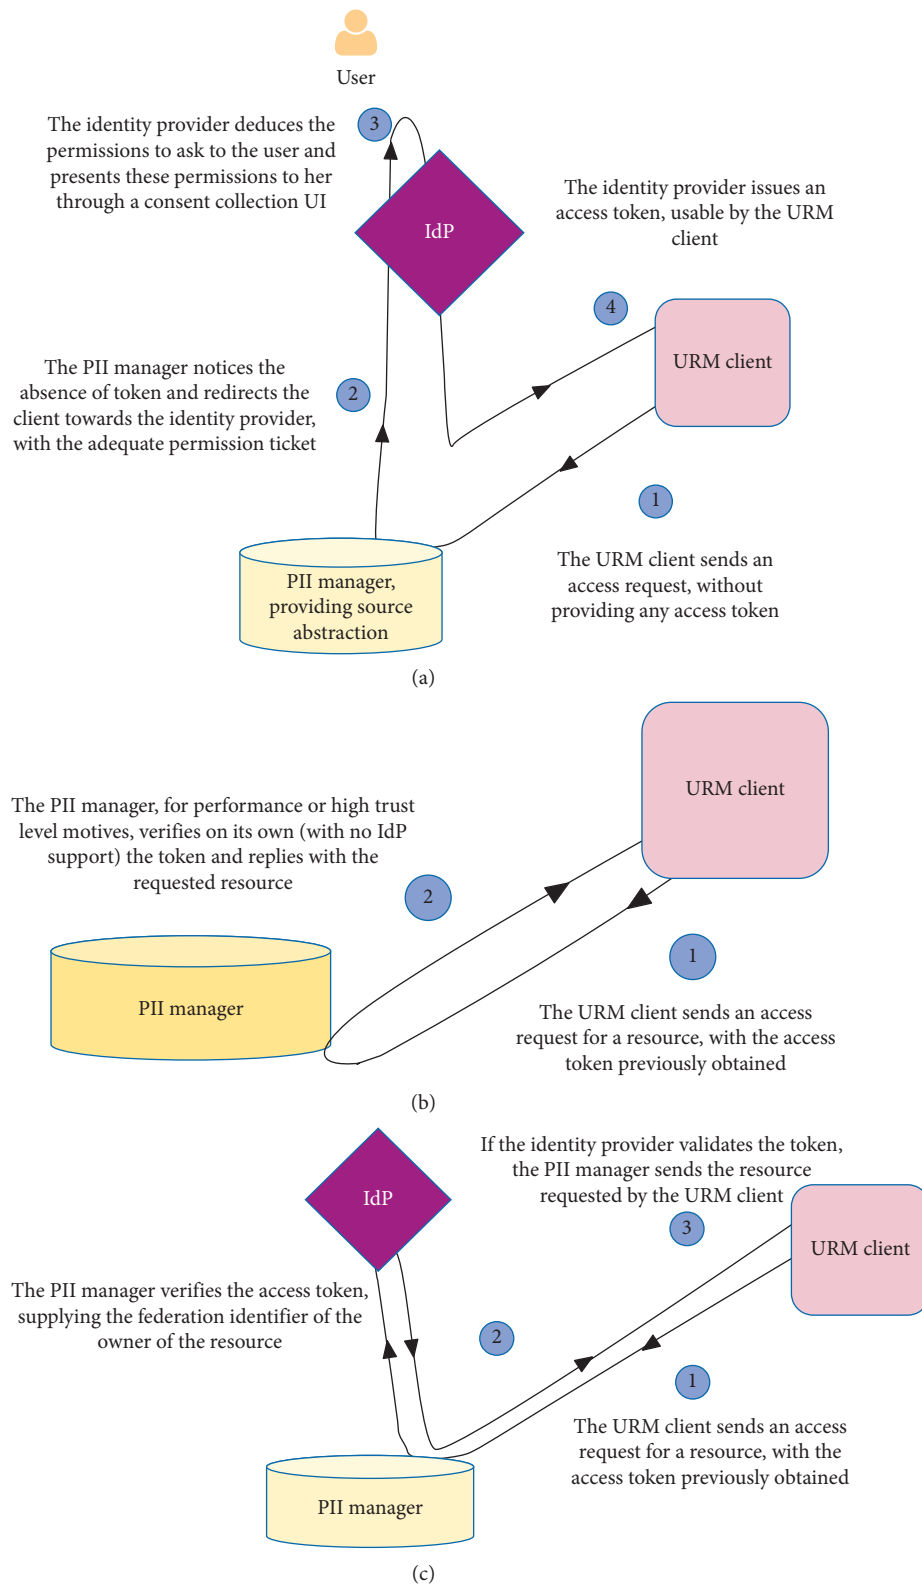 User
3
The identity provider deduces the
permissions to ask to the user and
presents these permissions to her
through a consent collection UI
IdP
The identity provider issues an
access token, usable by the URM
client
4
URM client
The PII manager notices the
absence of token and redirects the
client towards the identity provider,
with the adequate permission ticket
2
1
The URM client sends an
access request, without
providing any access token
PII manager,
providing source
abstraction
(a)
URM client
The PII manager, for performance or high trust
level motives, verifies on its own (with no IdP
support) the token and replies with the
requested resource
2
1
PII manager
The URM client sends an access
request for a resource, with the access
token previously obtained
(b)
If the identity provider validates the token,
the PII manager sends the resource
requested by the URM client
IdP
3
URM client
The PII manager verifies the access token,
supplying the federation identifier of the
owner of the resource
2
1
The URM client sends an access
request for a resource, with the
access token previously obtained
PII manager
(c)